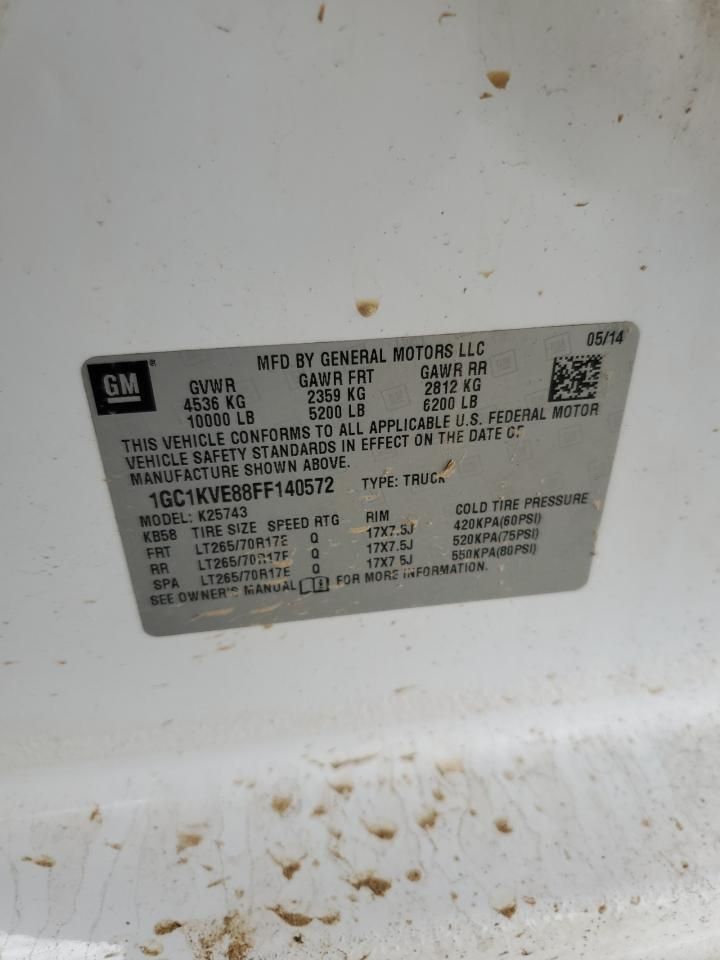 GM ®
MFD BY GENERAL MOTORS LLC 05/14
GVWR GAWR FRT GAWR RR
4536 KG 2359 KG 2812 KG
10000 LB 5200 LB 6200 LB
THIS VEHICLE CONFORMS TO ALL APPLICABLE U.S. FEDERAL MOTOR
VEHICLE SAFETY STANDARDS IN EFFECT ON THE DATE OF
MANUFACTURE SHOWN ABOVE.
1GC1KVE88FF140572 TYPE: TRUCK
MODEL: K25743
KB58 TIRE SIZE SPEED RTG RIM COLD TIRE PRESSURE
FRT LT265/70R17E Q 17X7.5J 420KPA(60PSI)
RR LT265/70R17E Q 17X7.5J 520KPA(75PSI)
SPA LT265/70R17E Q 17X7.5J 550KPA(80PSI)
SEE OWNER'S MANUAL FOR MORE INFORMATION.